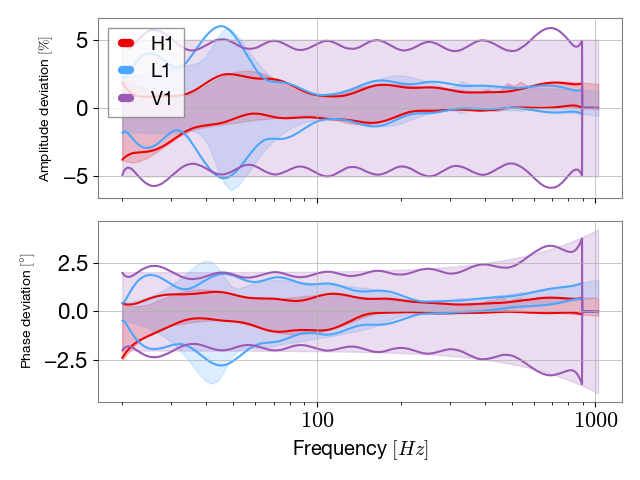 Amplitude deviation [%]
5
0
−5
H1
L1
V1
Phase deviation [°]
2.5
0.0
−2.5
100
1000
Frequency [Hz]